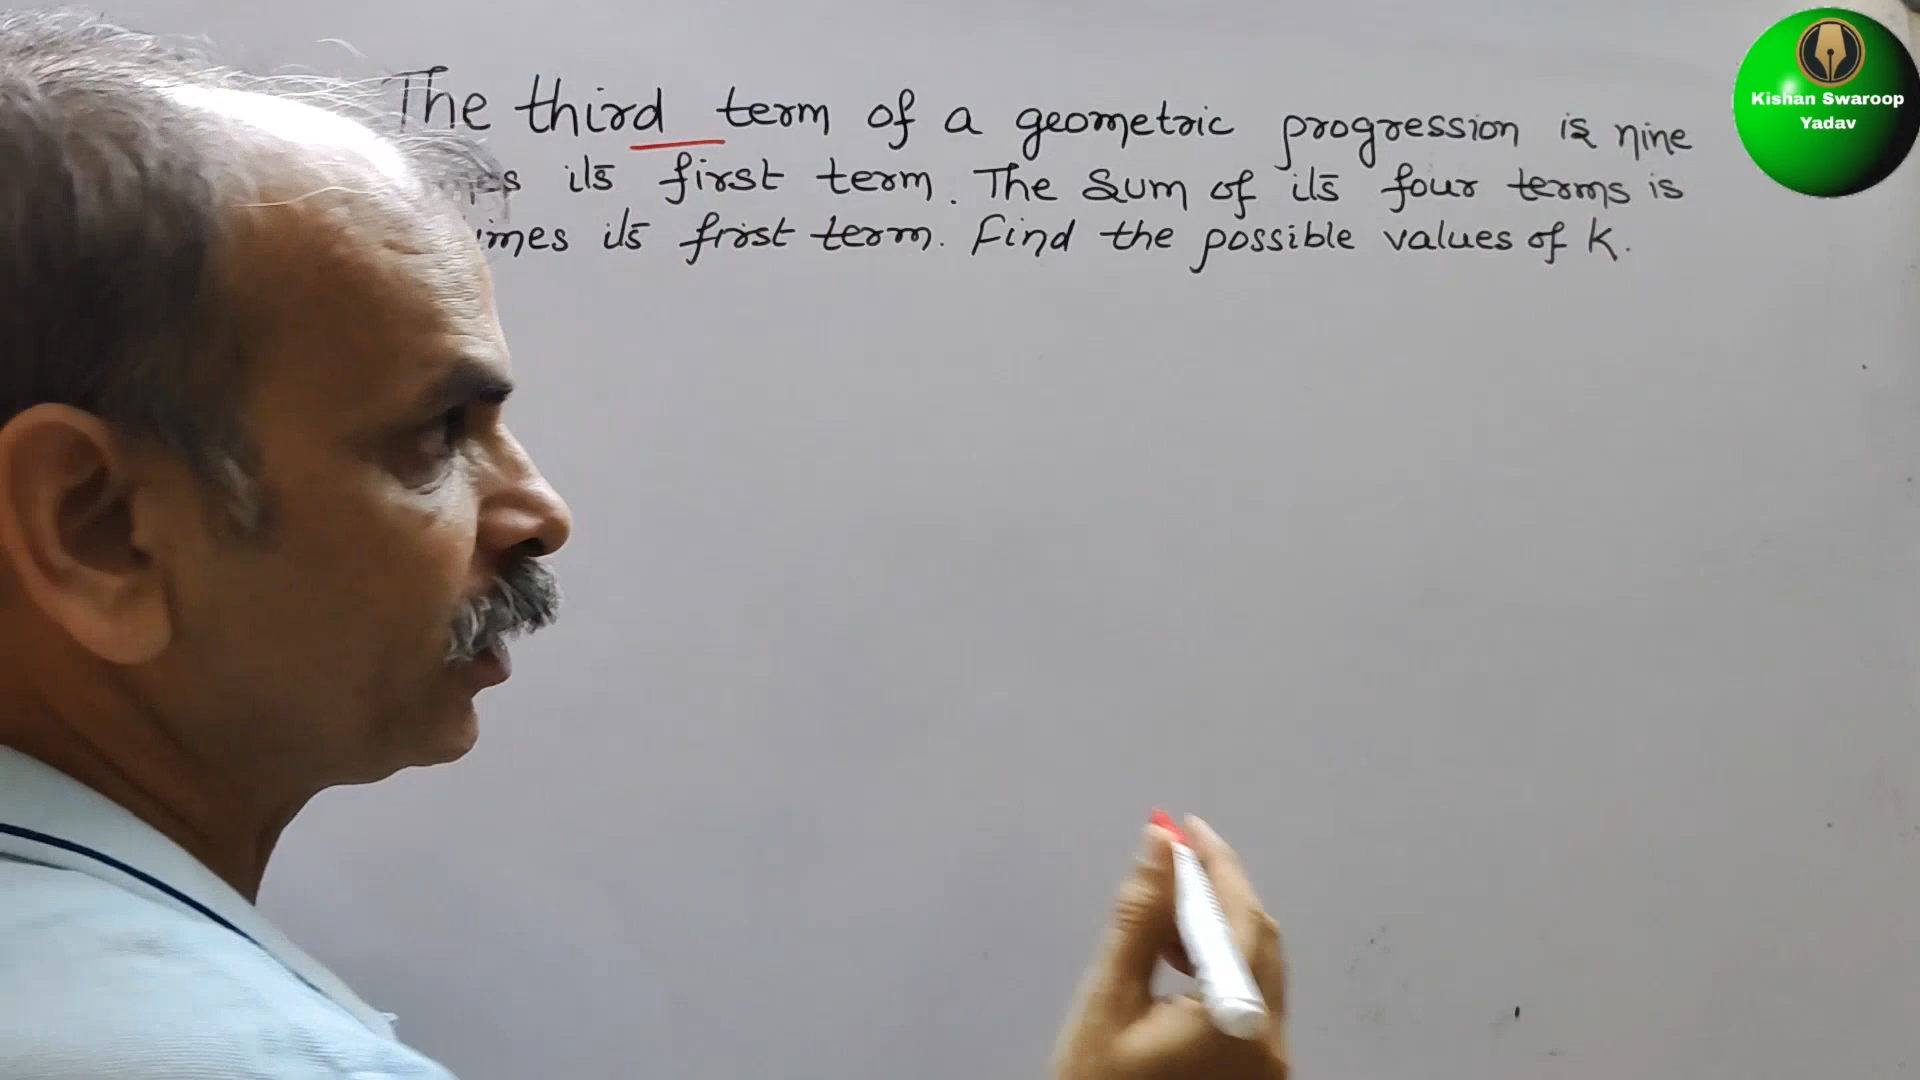 The third term of a geometric progression is nine
its first term. The sum of its four terms is
its first term. Find the possible values of K.
Kishan Swaroop
Yadav